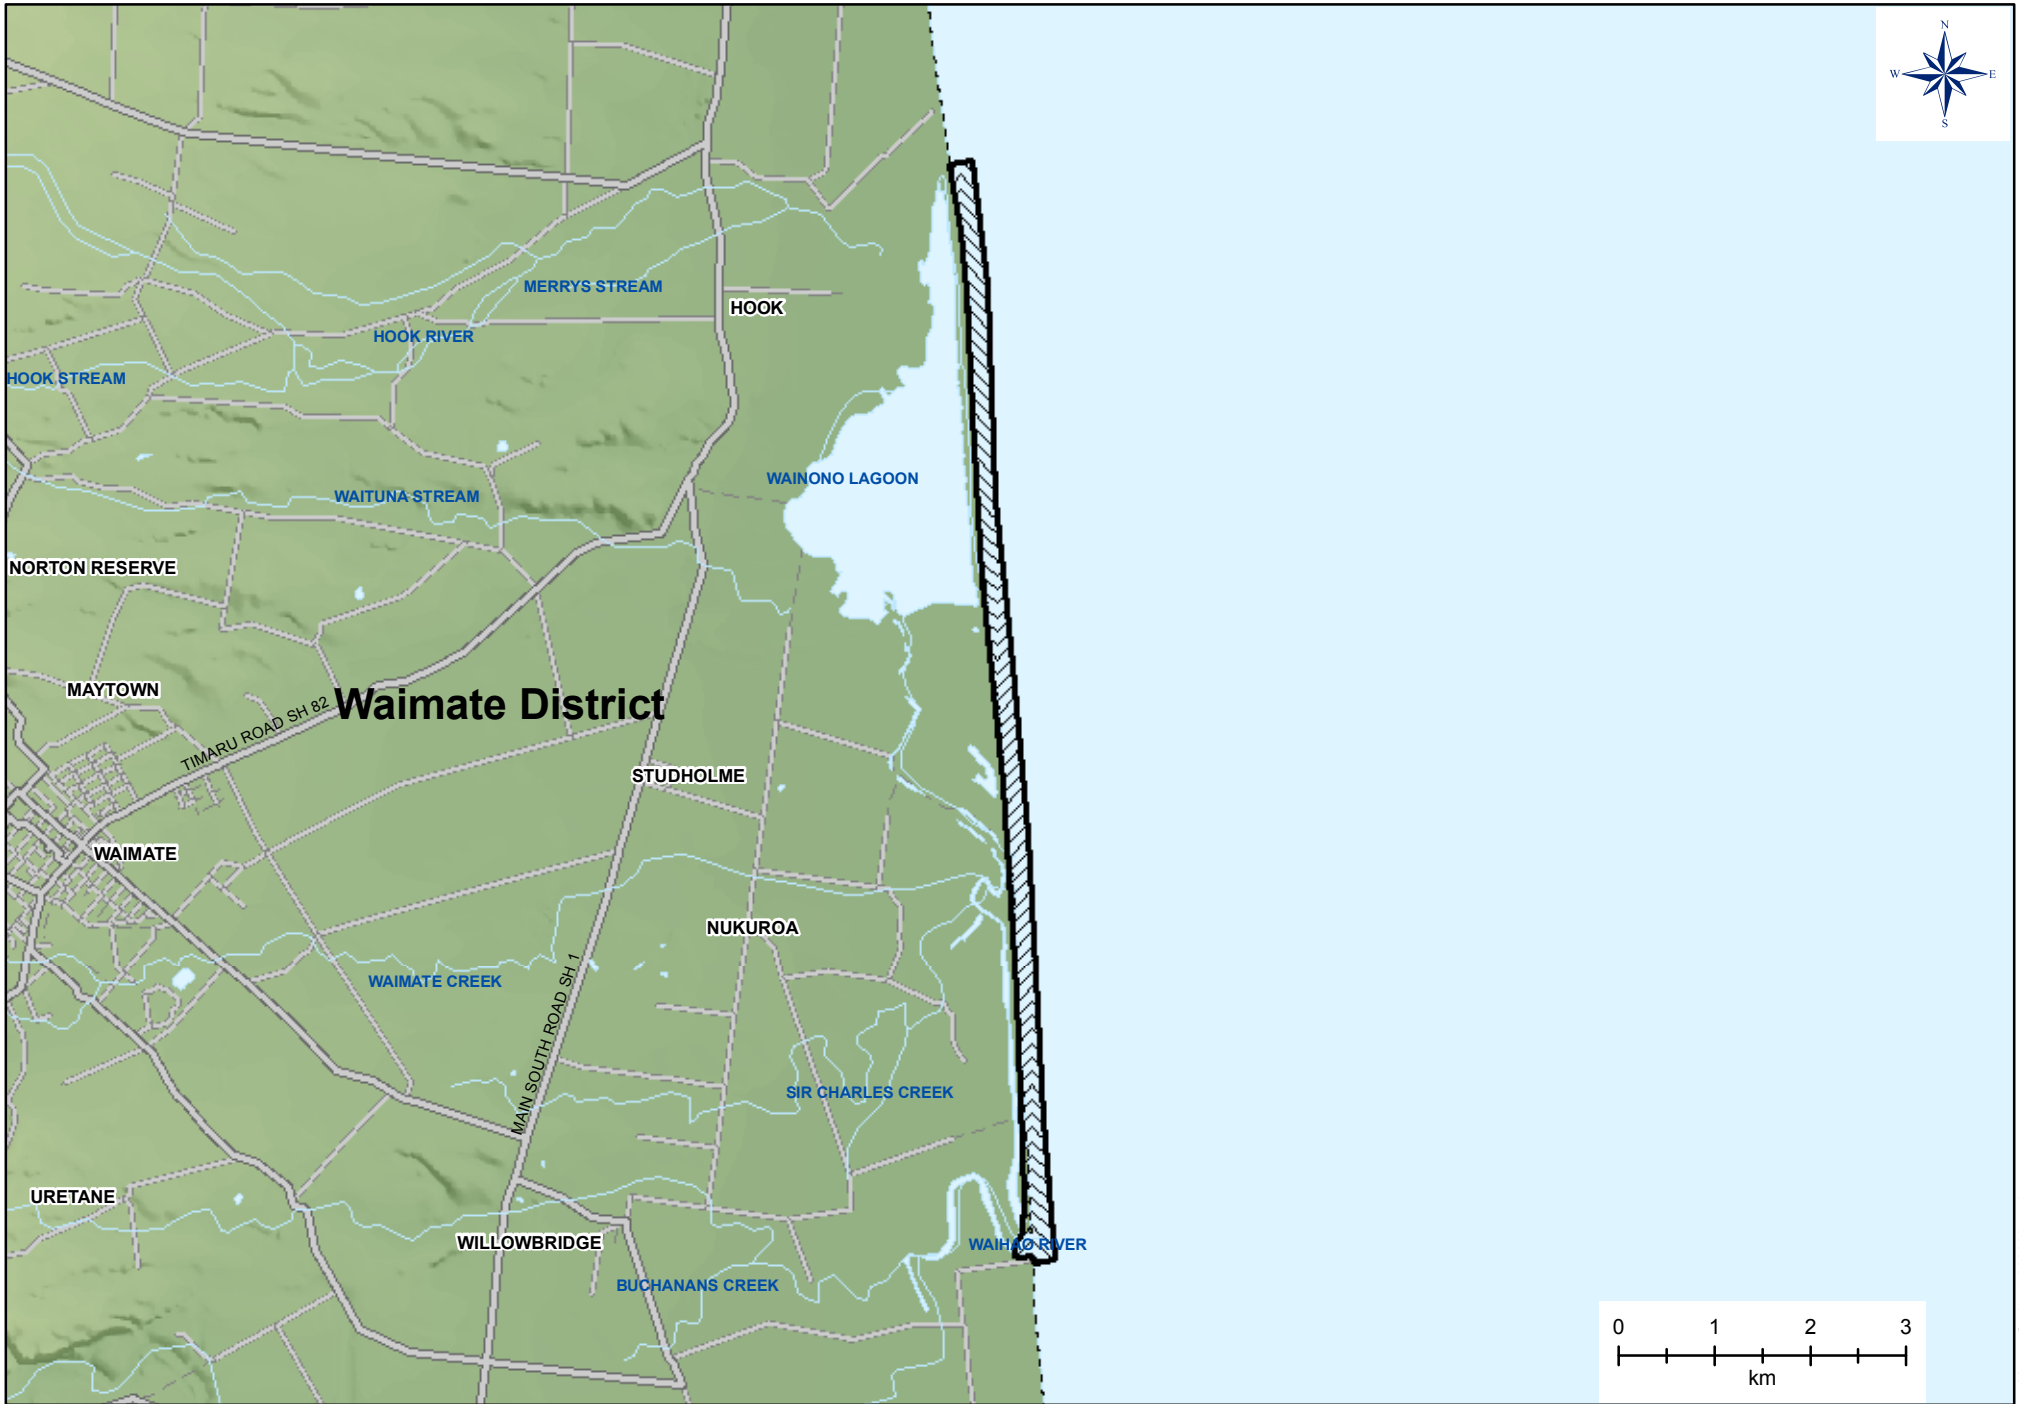 N
W E
S
MERRYS STREAM
HOOK
HOOK RIVER
HOOK STREAM
WAINONO LAGOON
WAITUNA STREAM
NORTON RESERVE
MAYTOWN
Waimate District
TIMARU ROAD SH 82
STUDHOLME
WAIMATE
NUKUROA
WAIMATE CREEK
MAIN SOUTH ROAD SH 1
SIR CHARLES CREEK
URETANE
WILLOWBRIDGE
WAIHAO RIVER
BUCHANANS CREEK
0 1 2 3
km